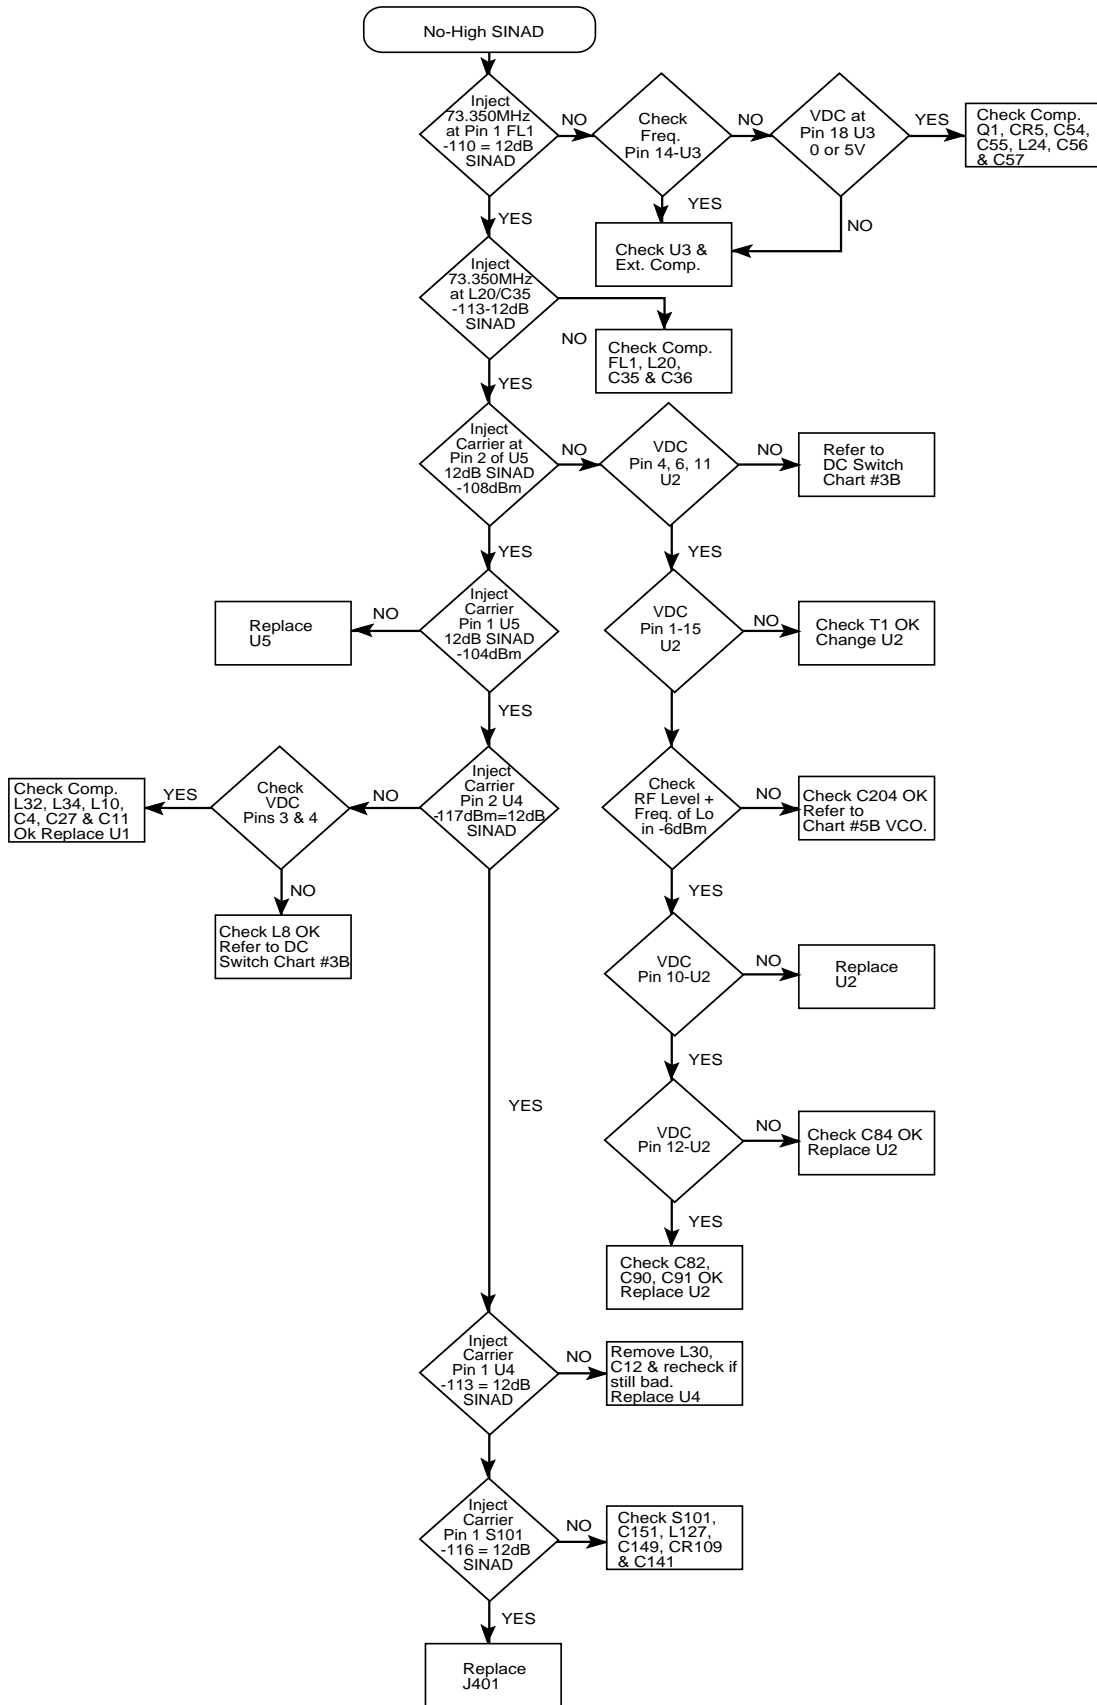 No-High SINAD
Inject
73.350MHz
at Pin 1 FL1
-110 = 12dB
SINAD
NO
Check
Freq.
Pin 14-U3
NO
VDC at
Pin 18 U3
0 or 5V
YES
Check Comp.
Q1, CR5, C54,
C55, L24, C56
& C57
YES
YES
NO
Check U3 &
Ext. Comp.
Inject
73.350MHz
at L20/C35
-113-12dB
SINAD
NO
Check Comp.
FL1, L20,
C35 & C36
YES
Inject
Carrier at
Pin 2 of U5
12dB SINAD
-108dBm
NO
VDC
Pin 4, 6, 11
U2
NO
Refer to
DC Switch
Chart #3B
YES
YES
Replace
U5
NO
Inject
Carrier
Pin 1 U5
12dB SINAD
-104dBm
VDC
Pin 1-15
U2
NO
Check T1 OK
Change U2
YES
Check Comp.
L32, L34, L10,
C4, C27 & C11
Ok Replace U1
YES
Check
VDC
Pins 3 & 4
NO
Inject
Carrier
Pin 2 U4
-117dBm=12dB
SINAD
Check
RF Level +
Freq. of Lo
in -6dBm
NO
Check C204 OK
Refer to
Chart #5B VCO.
NO
YES
Check L8 OK
Refer to DC
Switch Chart #3B
VDC
Pin 10-U2
NO
Replace
U2
YES
YES
VDC
Pin 12-U2
NO
Check C84 OK
Replace U2
YES
Check C82,
C90, C91 OK
Replace U2
Inject
Carrier
Pin 1 U4
-113 = 12dB
SINAD
NO
Remove L30,
C12 & recheck if
still bad.
Replace U4
Inject
Carrier
Pin 1 S101
-116 = 12dB
SINAD
NO
Check S101,
C151, L127,
C149, CR109
& C141
YES
Replace
J401